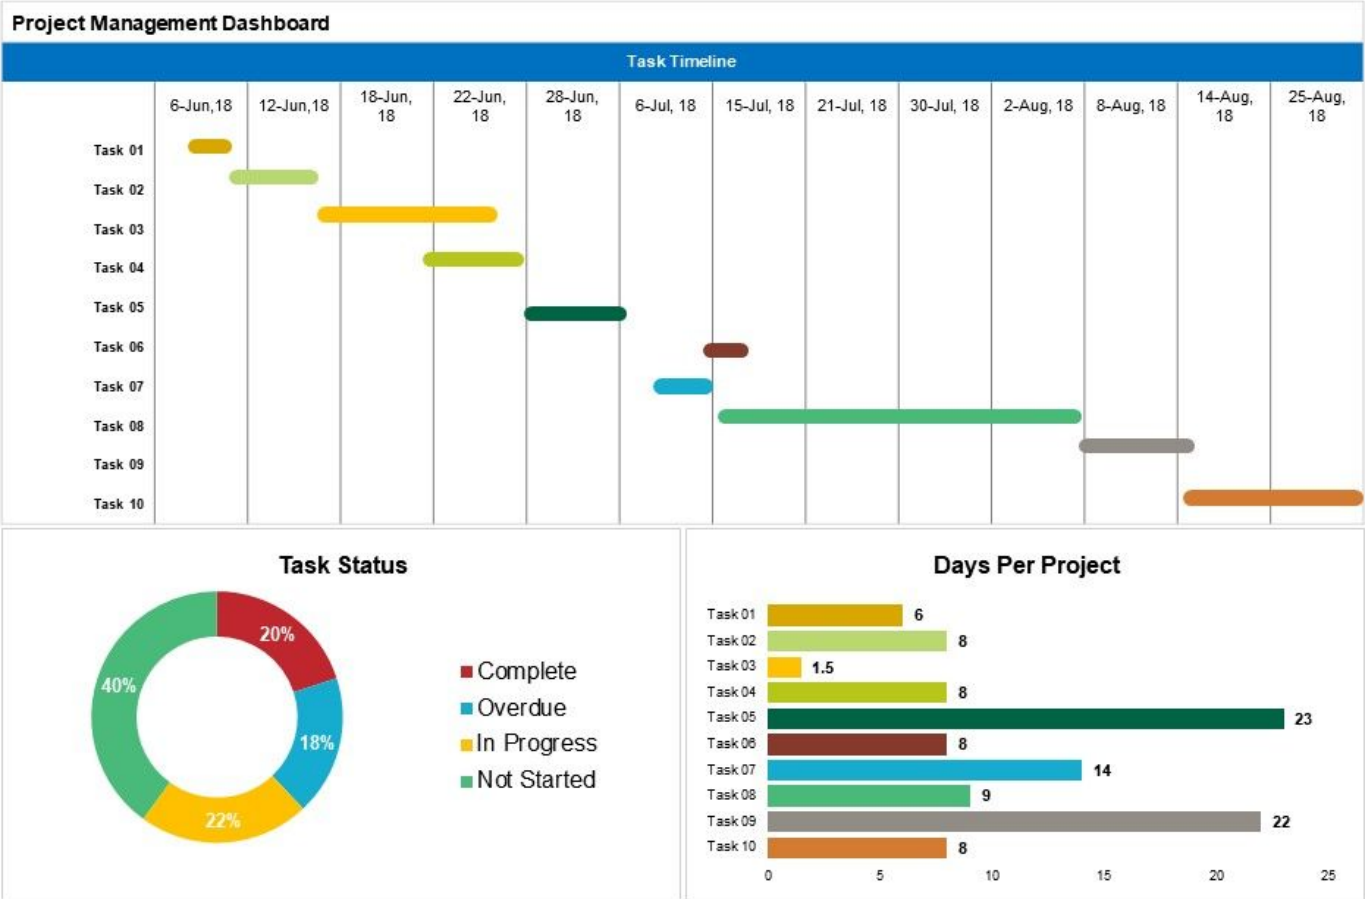 Project Management Dashboard
Task Timeline
6-Jun,18 12-Jun,18 18-Jun, 18 22-Jun, 18 28-Jun, 18 6-Jul, 18 15-Jul, 18 21-Jul, 18 30-Jul, 18 2-Aug, 18 8-Aug, 18 14-Aug, 18 25-Aug, 18
Task 01
Task 02
Task 03
Task 04
Task 05
Task 06
Task 07
Task 08
Task 09
Task 10
Task Status
20%
40%
18%
22%
Complete
Overdue
In Progress
Not Started
Days Per Project
Task 01 6
Task 02 8
Task 03 1.5
Task 04 8
Task 05 23
Task 06 8
Task 07 14
Task 08 9
Task 09 22
Task 10 8
0 5 10 15 20 25